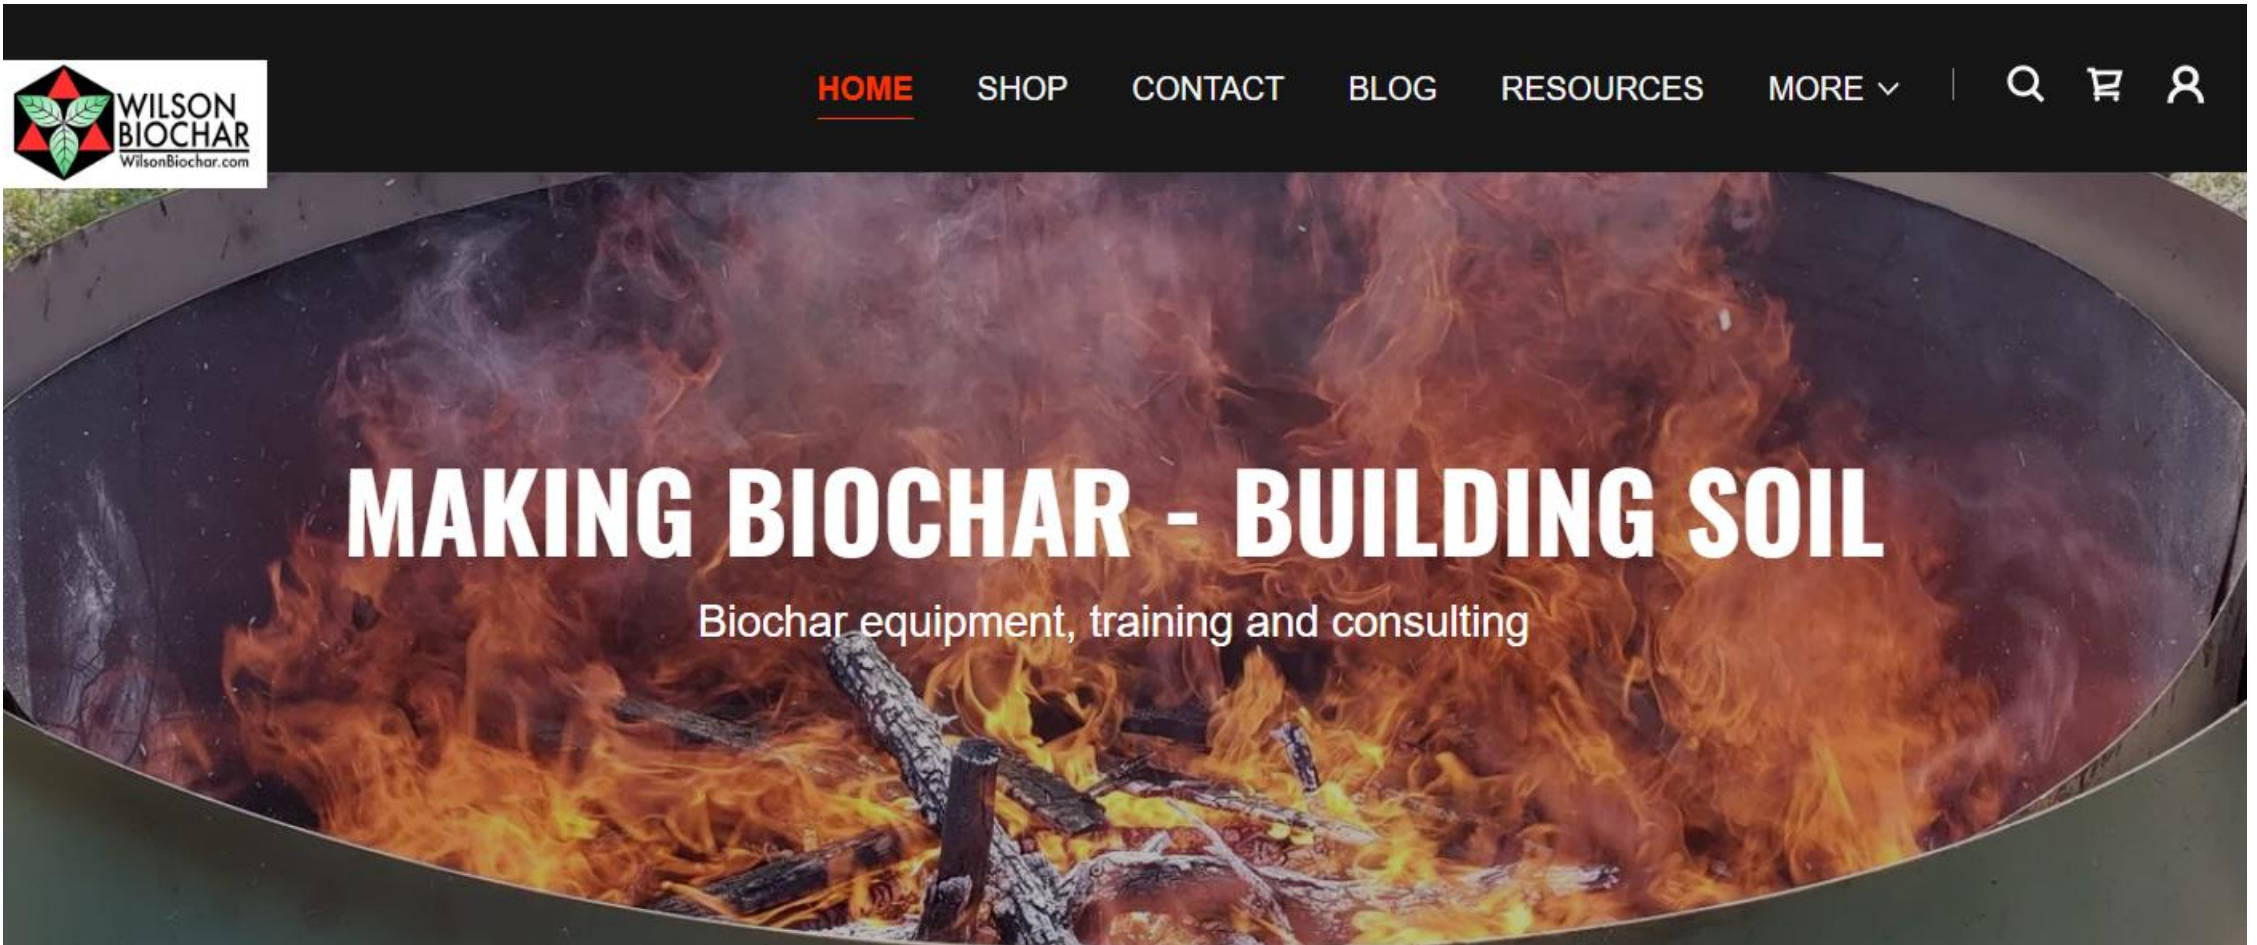 WILSON
BIOCHAR
WilsonBiochar.com
HOME SHOP CONTACT BLOG RESOURCES MORE
MAKING BIOCHAR - BUILDING SOIL
Biochar equipment, training and consulting